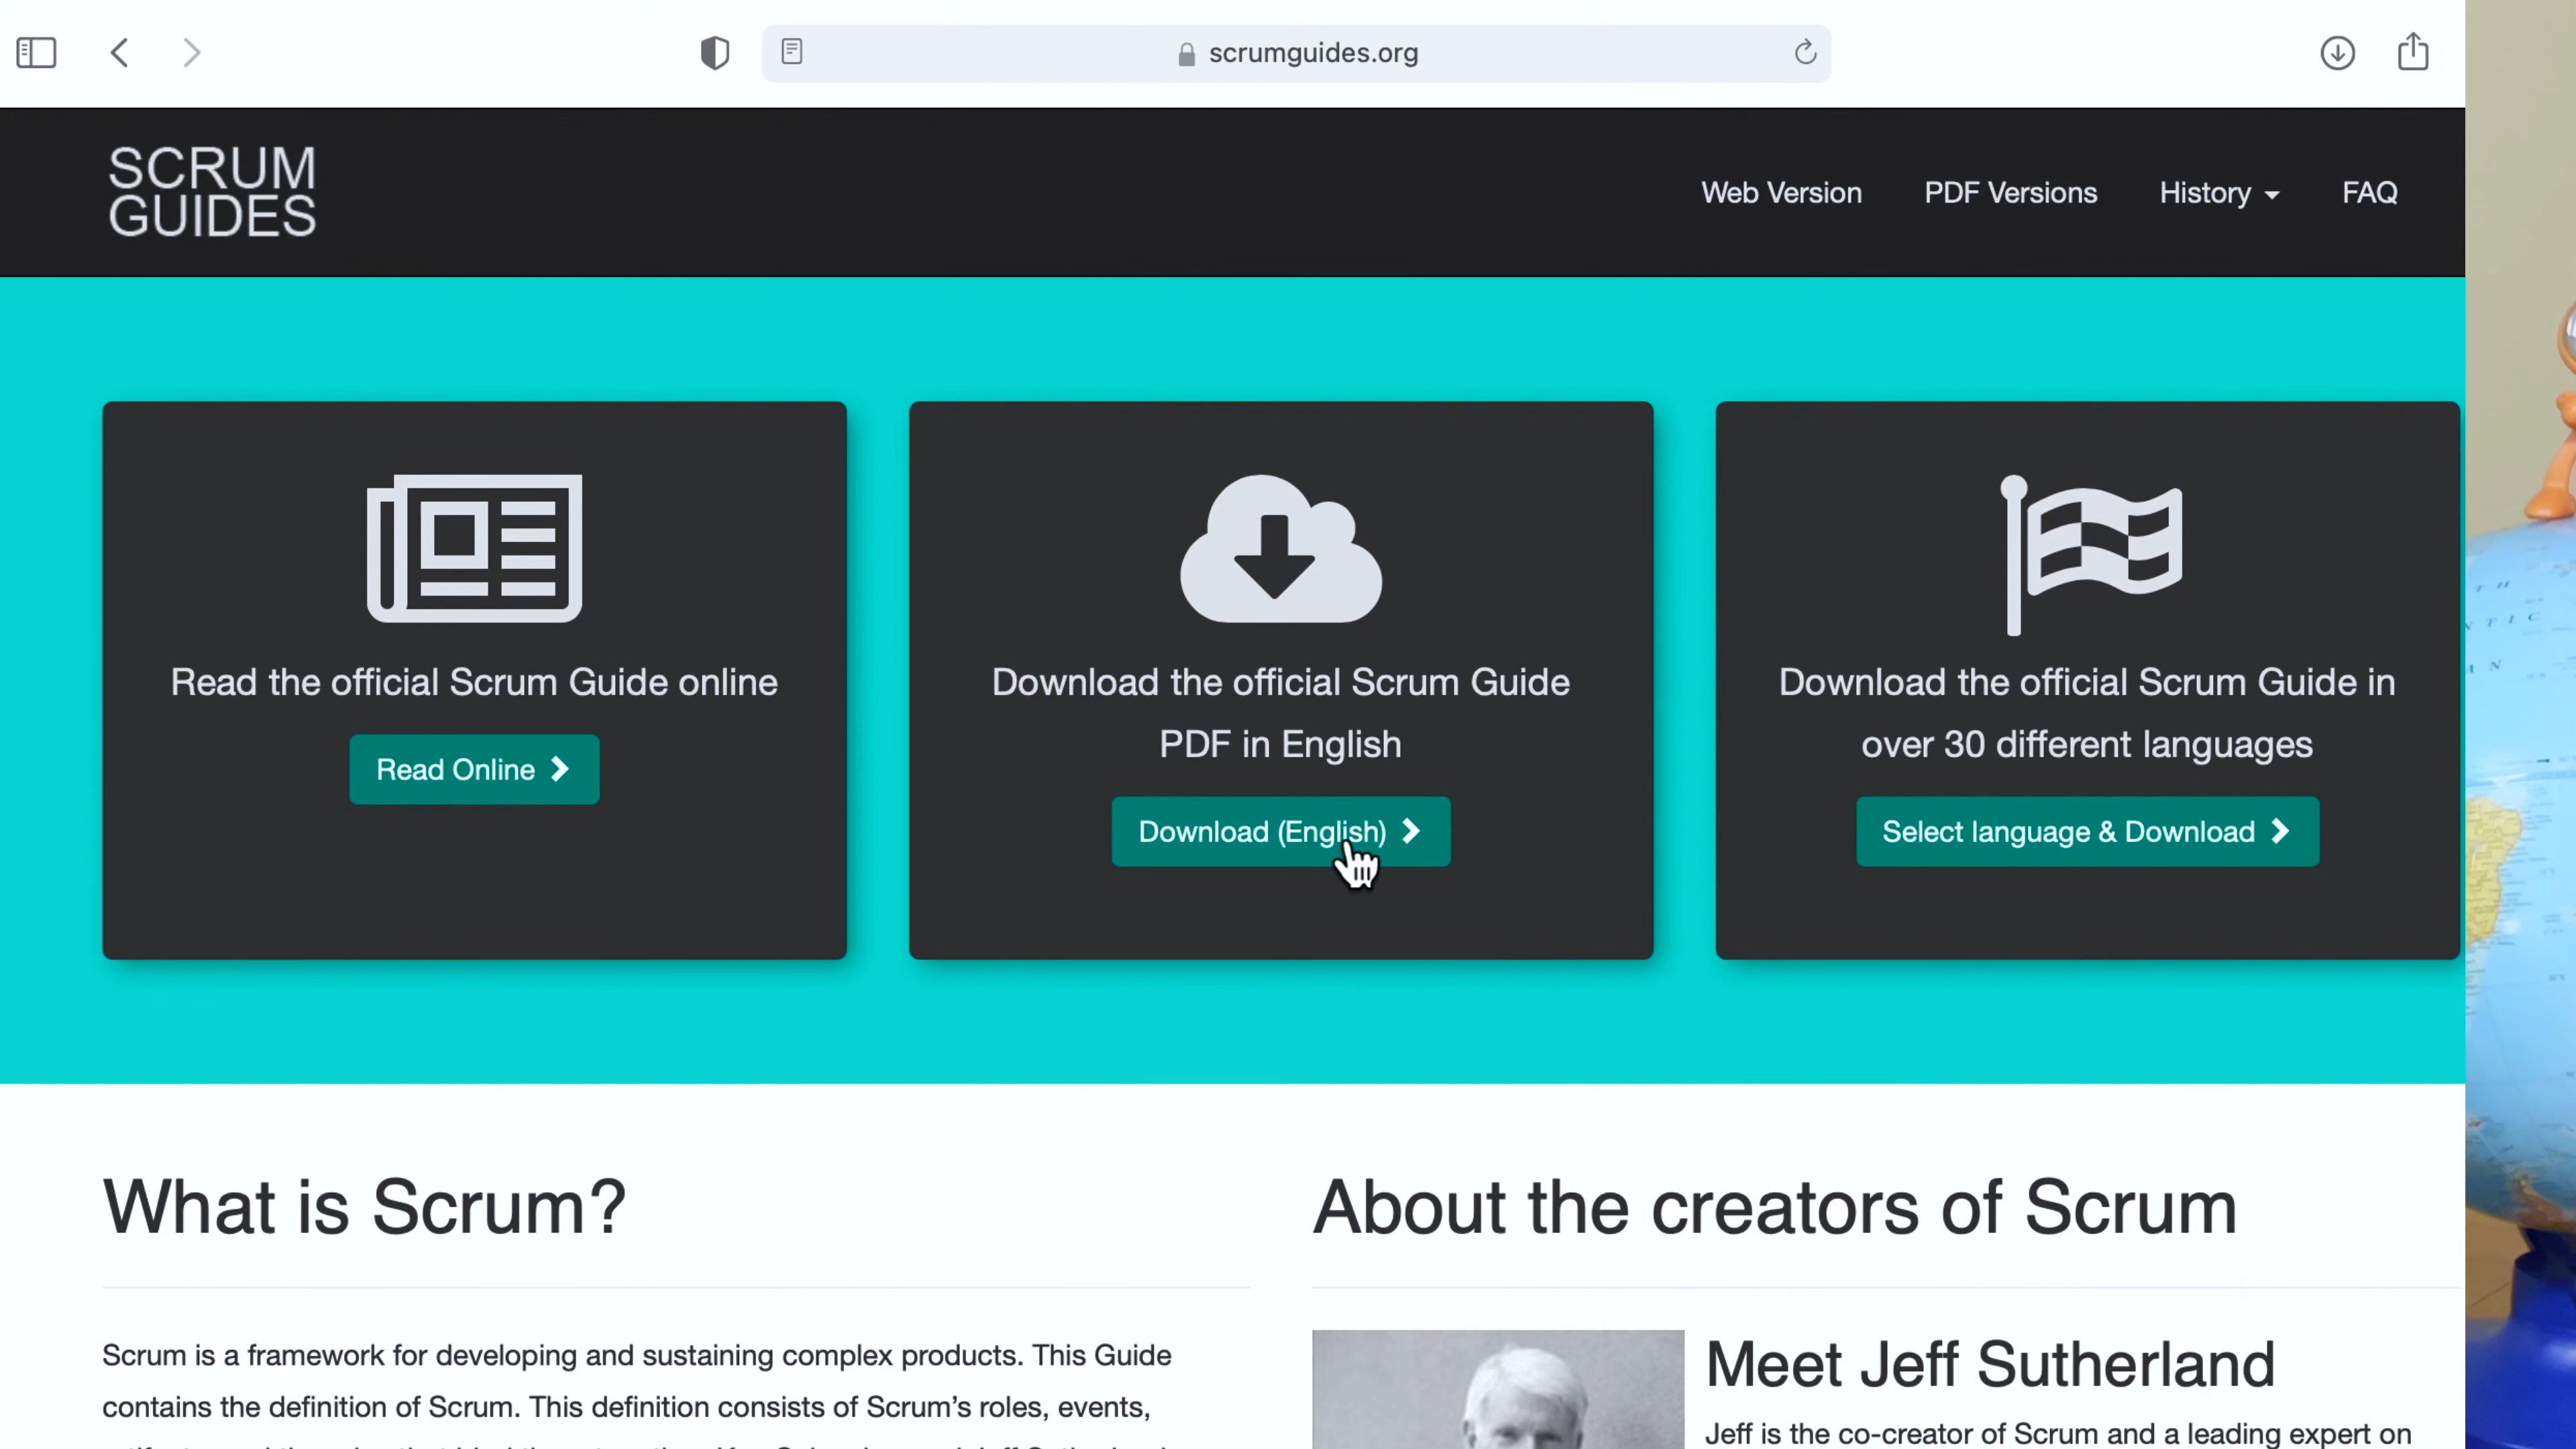 scrumguides.org
SCRUM
GUIDES
Web Version PDF Versions History FAQ
Read the official Scrum Guide online
Read Online
Download the official Scrum Guide
PDF in English
Download (English)
Download the official Scrum Guide in
over 30 different languages
Select language & Download
What is Scrum?
Scrum is a framework for developing and sustaining complex products. This Guide
contains the definition of Scrum. This definition consists of Scrum’s roles, events,
About the creators of Scrum
Meet Jeff Sutherland
Jeff is the co-creator of Scrum and a leading expert on